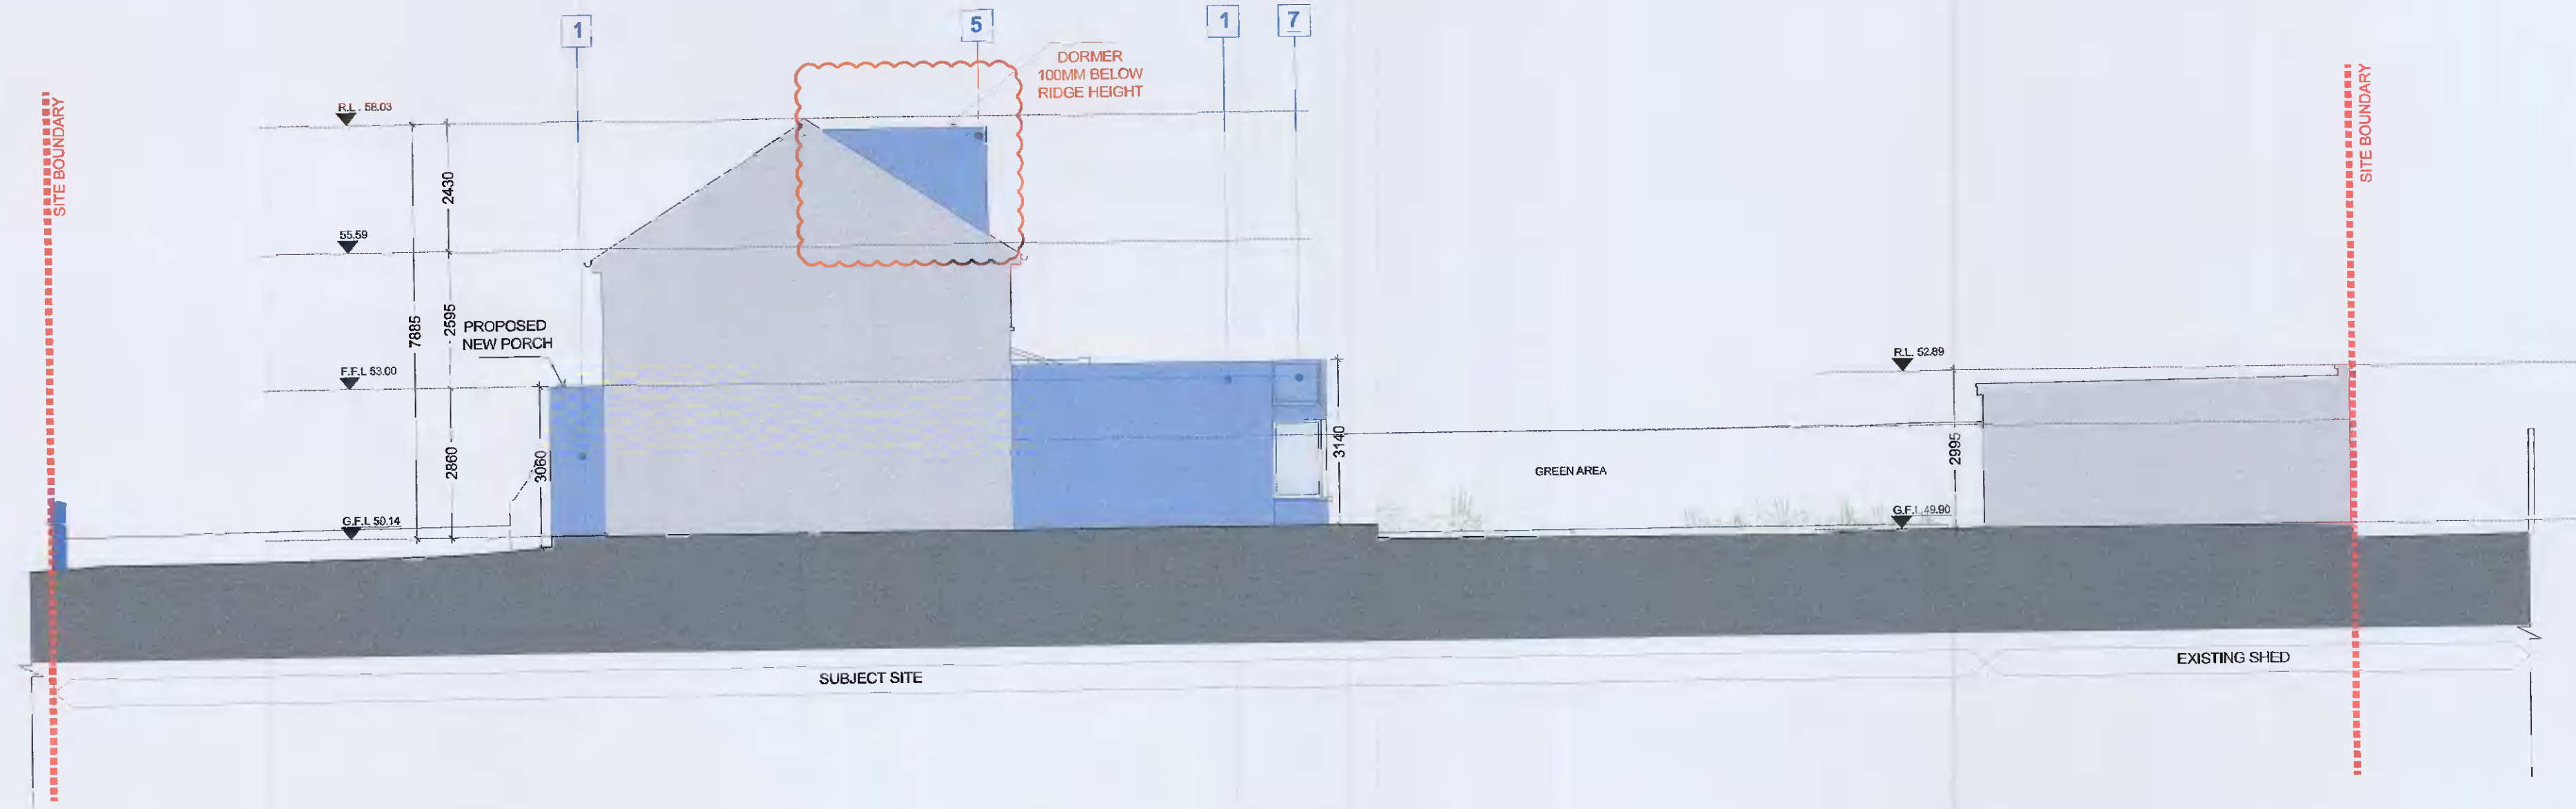 1
5
1
7
DORMER
100MM BELOW
RIDGE HEIGHT
SITE BOUNDARY
SITE BOUNDARY
R.L. 58.03
2430
55.59
7885
2595
PROPOSED
NEW PORCH
F.F.L 53.00
R.L. 52.89
2860
3060
3140
2995
GREEN AREA
G.F.L 50.14
G.F.L 49.90
SUBJECT SITE
EXISTING SHED